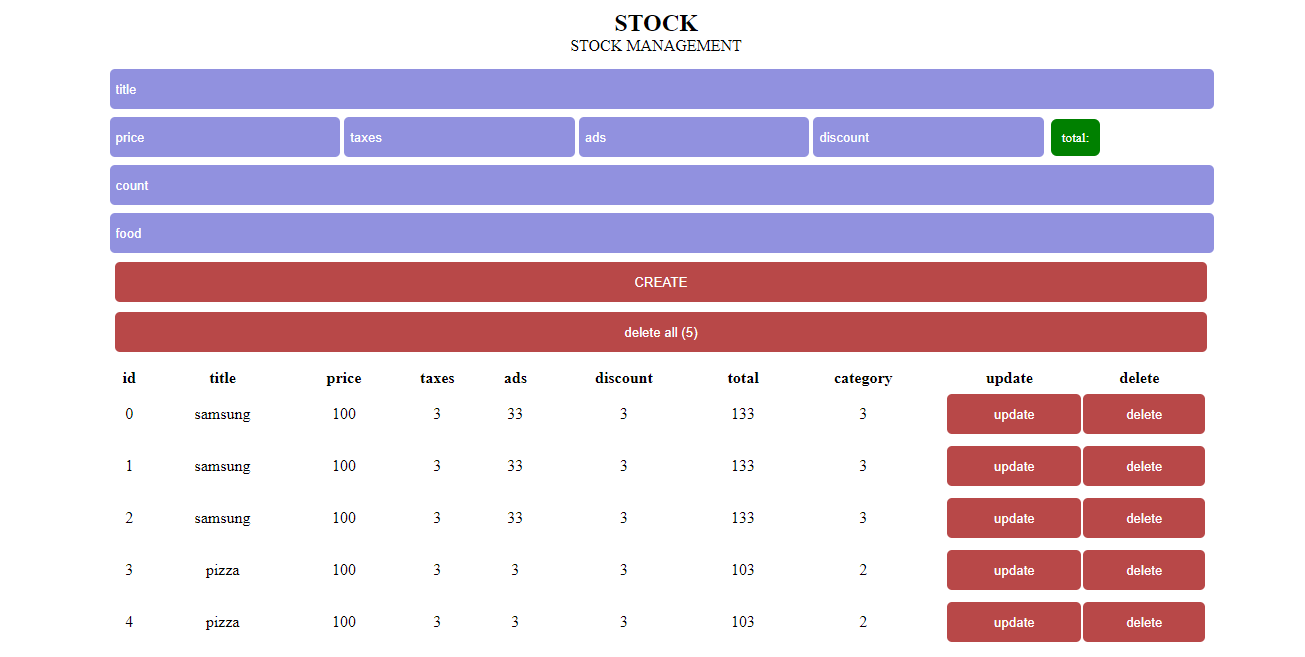 STOCK
STOCK MANAGEMENT
title
price taxes ads discount total:
count
food
CREATE
delete all (5)
id title price taxes ads discount total category update delete
0 samsung 100 3 33 3 133 3 update delete
1 samsung 100 3 33 3 133 3 update delete
2 samsung 100 3 33 3 133 3 update delete
3 pizza 100 3 3 3 103 2 update delete
4 pizza 100 3 3 3 103 2 update delete